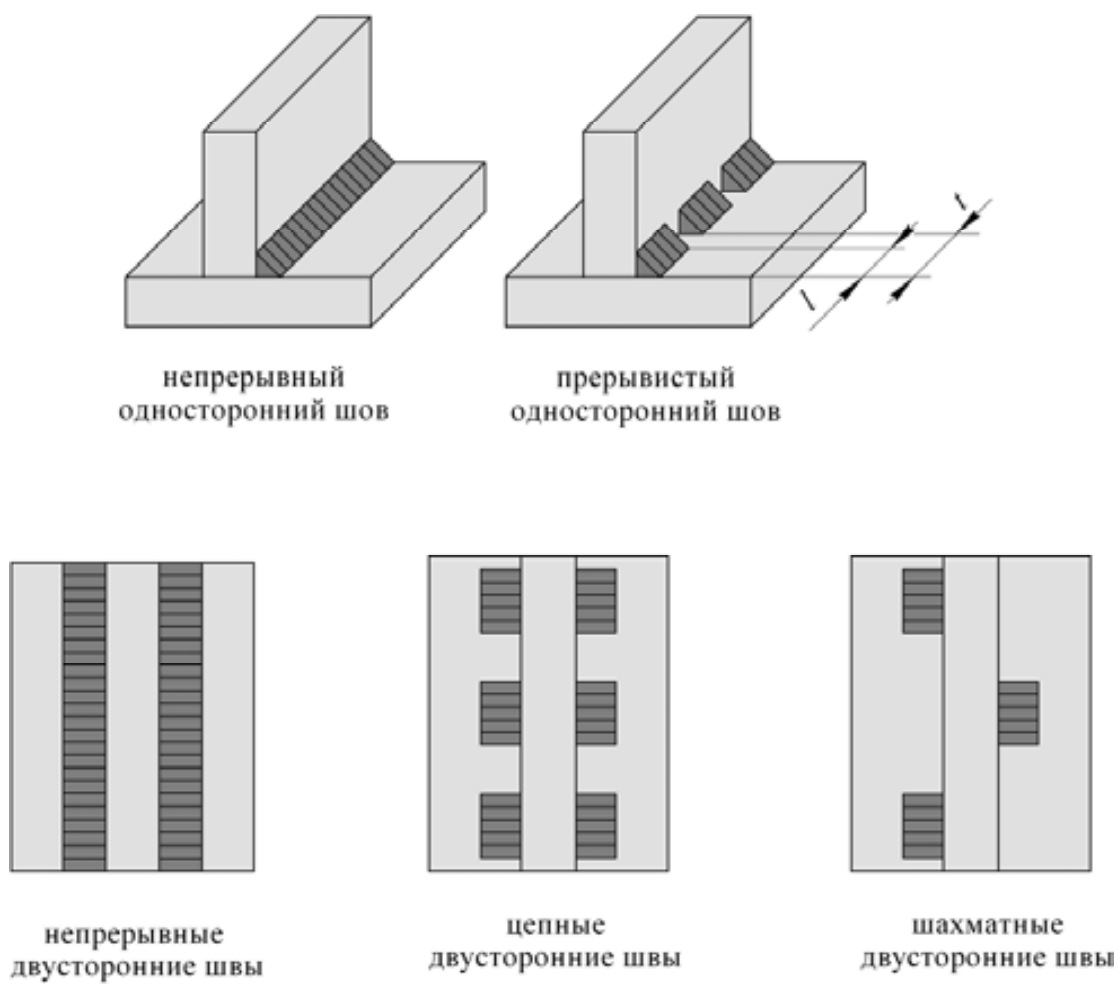 t
l
непрерывный
односторонний шов
прерывистый
односторонний шов
непрерывные
двусторонние швы
цепные
двусторонние швы
шахматные
двусторонние швы